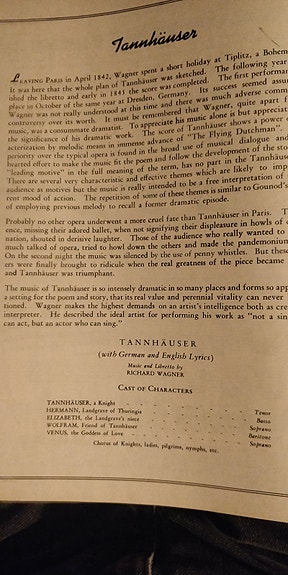 Tannhäuser
LEAVING PARIS in April 1842, Wagner spent a short holiday at Tiplitz, a Bohem
It was here that the whole plan of Tannhäuser was sketched. The following year
nished the libretto and early in 1843 the score was completed. The first performan
place in October of the same year at Dresden, Germany. Its success seemed assur
Wagner was not really understood at this time and there was much adverse comm
controversy over its worth. It must be remembered that Wagner, quite apart f
music, was a consummate dramatist. To appreciate his music alone is but appreciat
the significance of his dramatic work. The score of Tannhäuser shows a power o
acterization by melodic means in immense advance of "The Flying Dutchman".
periority over the typical opera is found in the broad use of musical dialogue and
hearted effort to make the music fit the poem and follow the development of the sto
"leading motive" in the full meaning of the term, has no part in the Tannhäuse
There are several very characteristic and effective themes which are likely to imp
audience as motives but the music is really intended to be a free interpretation of
rent mood of action. The repetition of some of these themes is similar to Gounod's
of employing previous melody to recall a former dramatic episode.
Probably no other opera underwent a more cruel fate than Tannhäuser in Paris. T
ence, missing their adored ballet, when not signifying their displeasure in howls of
nation, shouted in derisive laughter. Those of the audience who really wanted to
much talked of opera, tried to howl down the others and made the pandemonium
On the second night the music was silenced by the use of penny whistles. But these
ers were finally brought to ridicule when the real greatness of the piece became
and Tannhäuser was triumphant.
The music of Tannhäuser is so intensely dramatic in so many places and forms so app
a setting for the poem and story, that its real value and perennial vitality can never
tioned. Wagner makes the highest demands on an artist's intelligence both as cre
interpreter. He described the ideal artist for performing his work as "not a sin
can act, but an actor who can sing."
TANNHÄUSER
(with German and English Lyrics)
Music and Libretto by
RICHARD WAGNER
CAST OF CHARACTERS
TANNHÄUSER, a Knight Tenor
HERMANN, Landgrave of Thuringia Basso
ELIZABETH, the Landgrave's niece Soprano
WOLFRAM, Friend of Tannhäuser Baritone
VENUS, the Goddess of Love Soprano
Chorus of Knights, ladies, pilgrims, nymphs, etc.